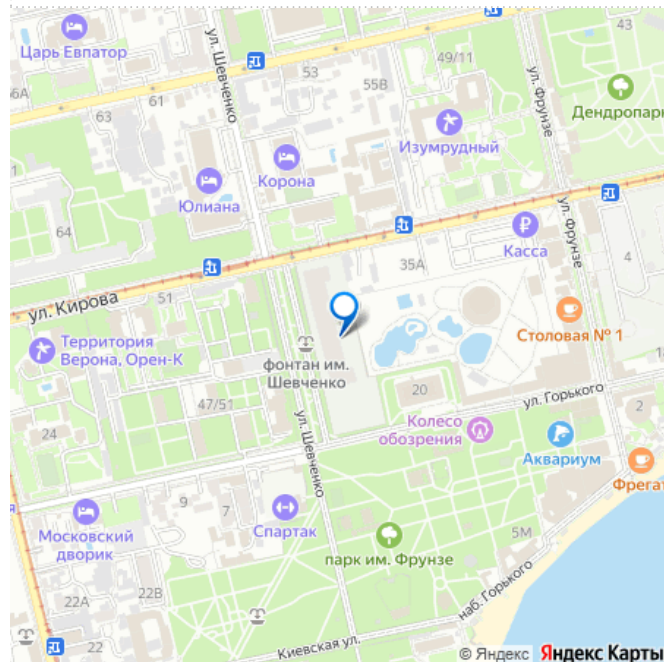 43
Царь Евпатор
ул. Шевченко
49/11
53
55В
ул. Фрунзе
Дендропарк
66А
61
63
Изумрудный
Корона
Юлиана
64
Касса
ул. Фрунзе
35А
4
ул. Кирова
51
Столовая № 1
Территория
Верона, Орен-К
фонтан им.
Шевченко
20
ул. Горького
47/51
ул. Шевченко
Колесо
обозрения
2
24
Аквариум
Фрегат
9
7
Спартак
Московский
дворик
5М
парк им. Фрунзе
наб. Горького
22А
22В
22
Киевская ул.
© Яндекс Яндекс Карты